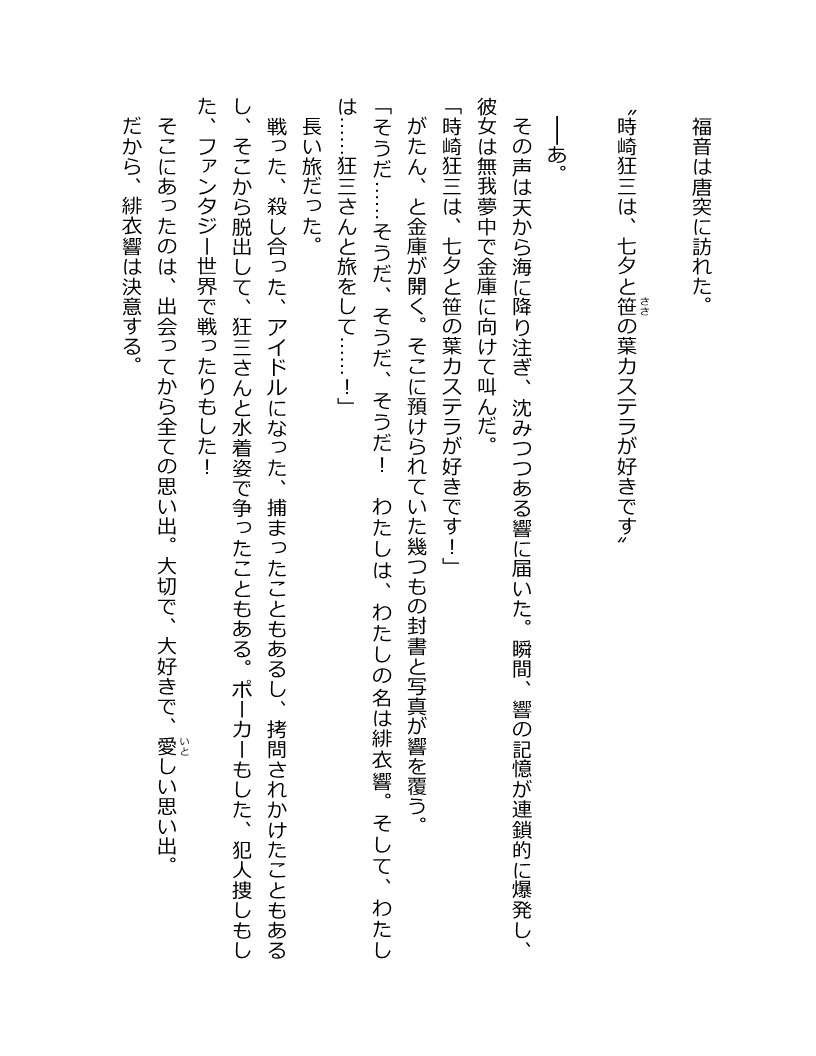 福音は唐突に訪れた。
〝時崎狂三は、七夕と笹の葉カステラが好きです〟
──あ。
その声は天から海に降り注ぎ、沈みつつある響に届いた。瞬間、響の記憶が連鎖的に爆発し、
彼女は無我夢中で金庫に向けて叫んだ。
「時崎狂三は、七夕と笹の葉カステラが好きです！」
がたん、と金庫が開く。そこに預けられていた幾つもの封書と写真が響を覆う。
「そうだ……そうだ、そうだ、そうだ！　わたしは、わたしの名は緋衣響。そして、わたし
は……狂三さんと旅をして……！」
長い旅だった。
戦った、殺し合った、アイドルになった、捕まったこともあるし、拷問されかけたこともある
し、そこから脱出して、狂三さんと水着姿で争ったこともある。ポーカーもした、犯人捜しもし
た、ファンタジー世界で戦ったりもした！
そこにあったのは、出会ってから全ての思い出。大切で、大好きで、愛しい思い出。
だから、緋衣響は決意する。